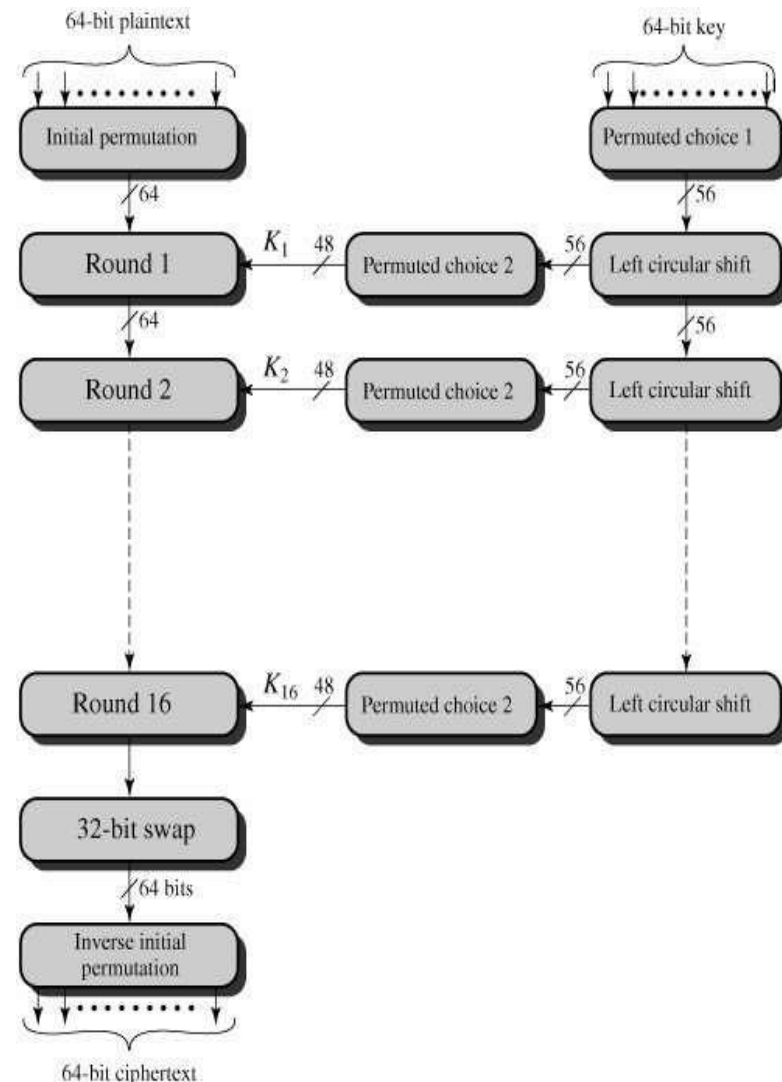 64-bit plaintext
64-bit key
Initial permutation
Permuted choice 1
64
56
Round 1
K1
48
Permuted choice 2
56
Left circular shift
64
56
Round 2
K2
48
Permuted choice 2
56
Left circular shift
Round 16
K16
48
Permuted choice 2
56
Left circular shift
32-bit swap
64 bits
Inverse initial
permutation
64-bit ciphertext